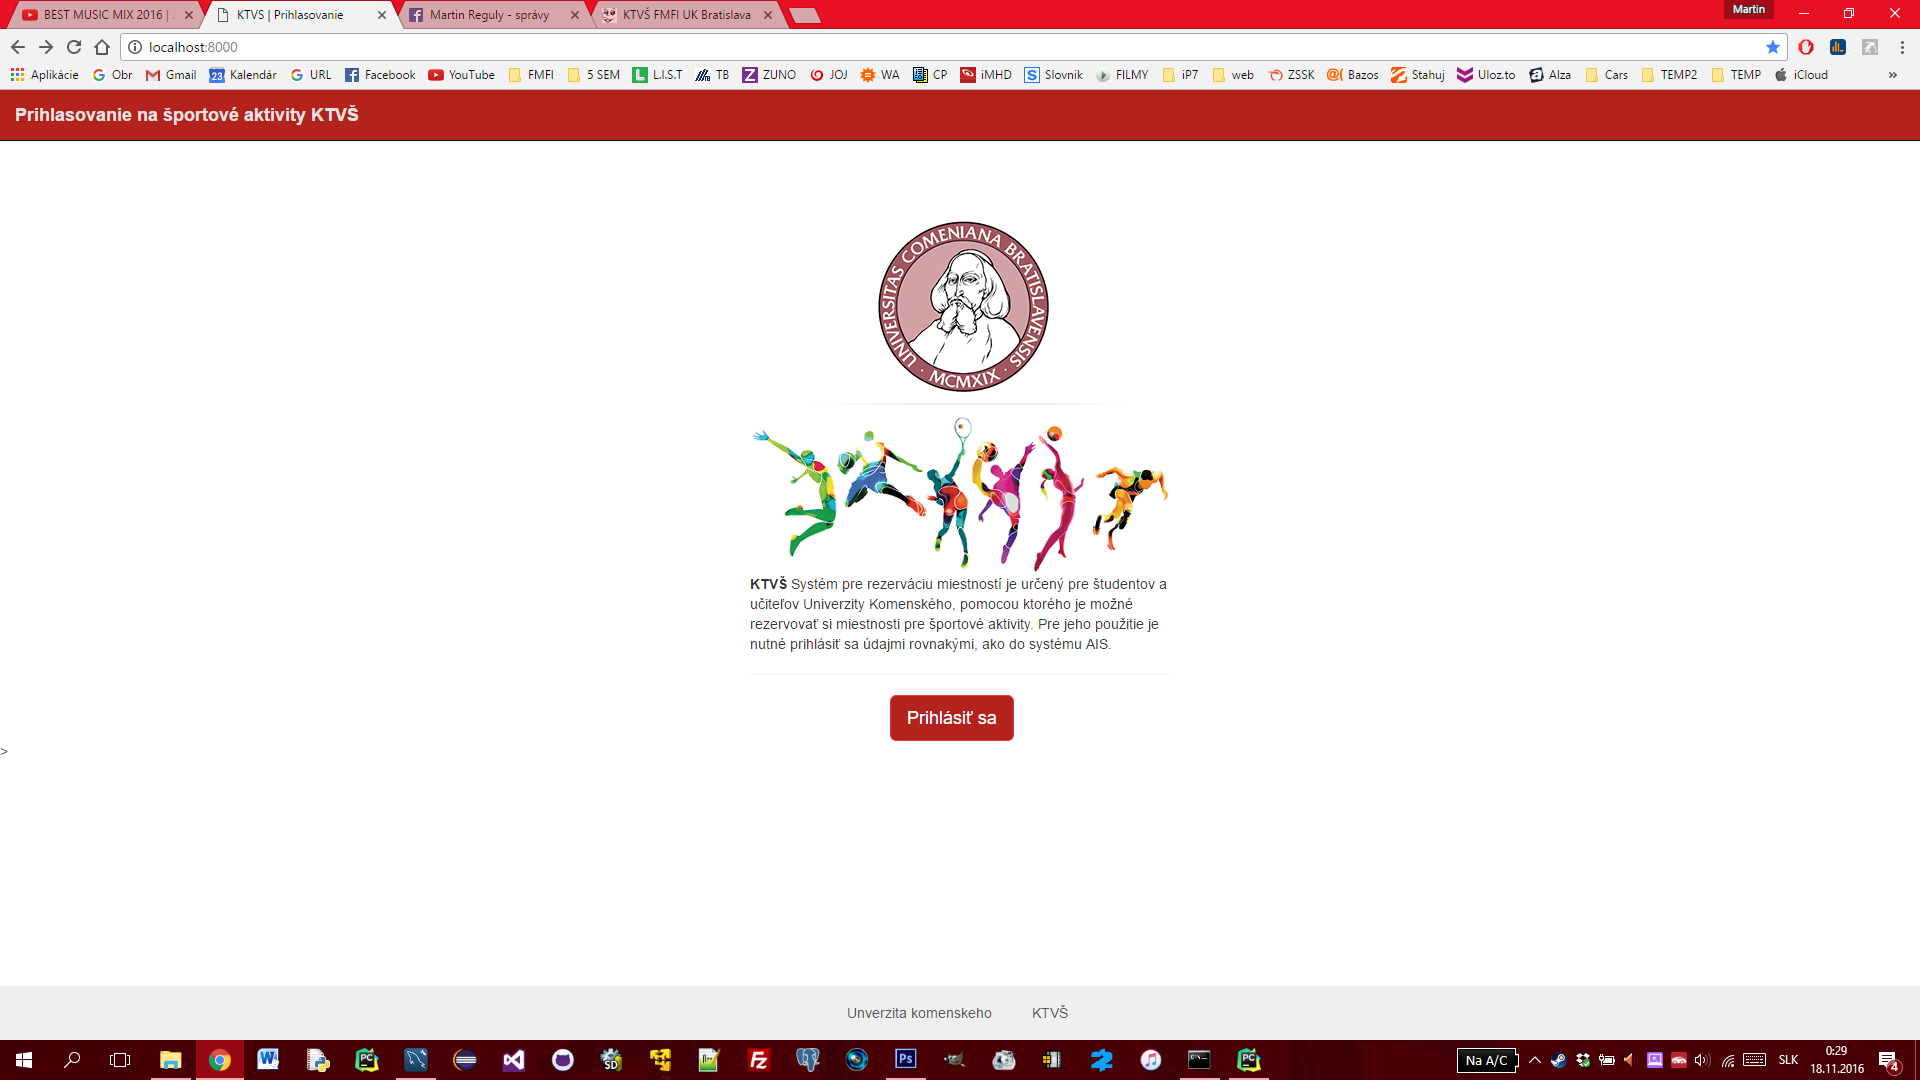 BEST MUSIC MIX 2016 |
KTVS | Prihlasovanie
Martin Reguly - správy
KTVŠ FMFI UK Bratislava
Martin
localhost:8000
Aplikácie
Obr
Gmail
23 Kalendár
URL
Facebook
YouTube
FMFI
5 SEM
L.I.S.T
TB
ZUNO
JOJ
WA
CP
iMHD
Slovnik
FILMY
iP7
web
ZSSK
Bazos
Stahuj
Uloz.to
Alza
Cars
TEMP2
TEMP
iCloud
»
Prihlasovanie na športové aktivity KTVŠ
UNIVERSITAS COMENIANA BRATISLAVENSIS
· MCMXIX ·
KTVŠ Systém pre rezerváciu miestností je určený pre študentov a
učiteľov Univerzity Komenského, pomocou ktorého je možné
rezervovať si miestnosti pre športové aktivity. Pre jeho použitie je
nutné prihlásiť sa údajmi rovnakými, ako do systému AIS.
Prihlásiť sa
>
Unverzita komenskeho
KTVŠ
Na A/C
SLK
0:29
18.11.2016
4